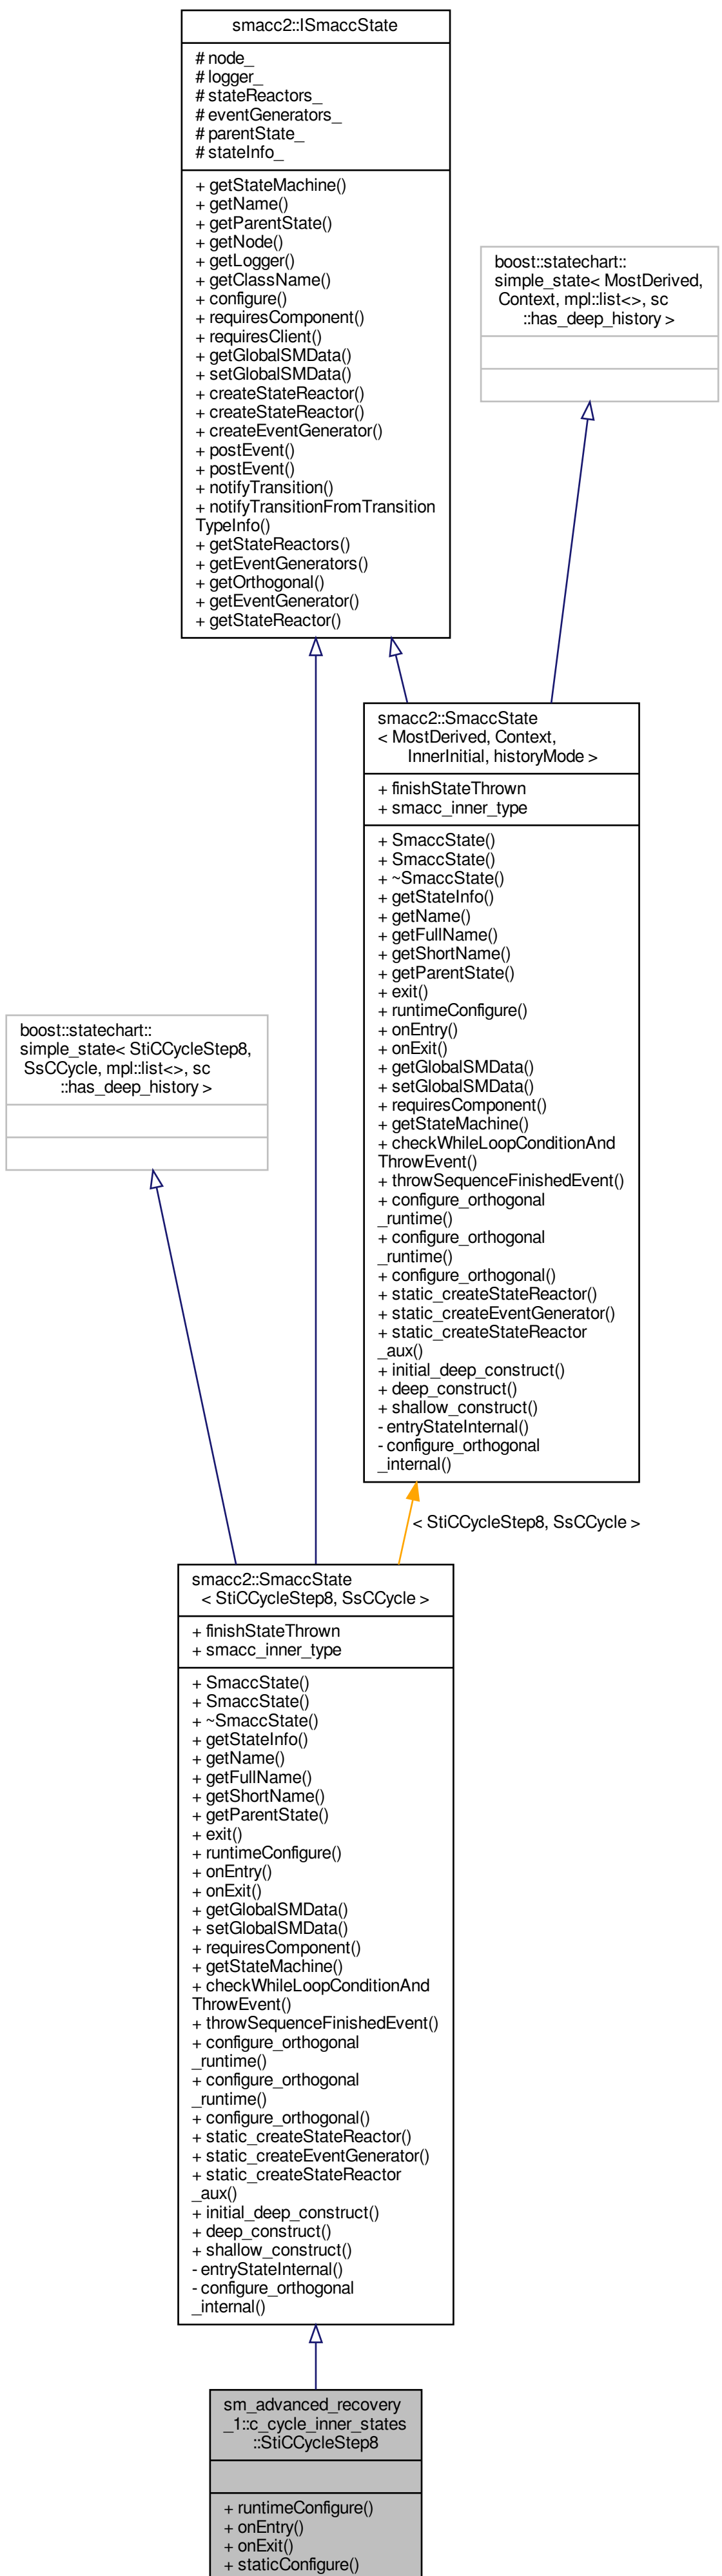 smacc2::ISmaccState
# node_
# logger_
# stateReactors_
# eventGenerators_
# parentState_
# stateInfo_
+ getStateMachine()
+ getName()
+ getParentState()
+ getNode()
+ getLogger()
+ getClassName()
+ configure()
+ requiresComponent()
+ requiresClient()
+ getGlobalSMData()
+ setGlobalSMData()
+ createStateReactor()
+ createStateReactor()
+ createEventGenerator()
+ postEvent()
+ postEvent()
+ notifyTransition()
+ notifyTransitionFromTransition
TypeInfo()
+ getStateReactors()
+ getEventGenerators()
+ getOrthogonal()
+ getEventGenerator()
+ getStateReactor()
boost::statechart::
simple_state< MostDerived,
Context, mpl::list<>, sc
::has_deep_history >
smacc2::SmaccState
< MostDerived, Context,
InnerInitial, historyMode >
+ finishStateThrown
+ smacc_inner_type
+ SmaccState()
+ SmaccState()
+ ~SmaccState()
+ getStateInfo()
+ getName()
+ getFullName()
+ getShortName()
+ getParentState()
+ exit()
+ runtimeConfigure()
+ onEntry()
+ onExit()
+ getGlobalSMData()
+ setGlobalSMData()
+ requiresComponent()
+ getStateMachine()
+ checkWhileLoopConditionAnd
ThrowEvent()
+ throwSequenceFinishedEvent()
+ configure_orthogonal
_runtime()
+ configure_orthogonal
_runtime()
+ configure_orthogonal()
+ static_createStateReactor()
+ static_createEventGenerator()
+ static_createStateReactor
_aux()
+ initial_deep_construct()
+ deep_construct()
+ shallow_construct()
- entryStateInternal()
- configure_orthogonal
_internal()
boost::statechart::
simple_state< StiCCycleStep8,
SsCCycle, mpl::list<>, sc
::has_deep_history >
< StiCCycleStep8, SsCCycle >
smacc2::SmaccState
< StiCCycleStep8, SsCCycle >
+ finishStateThrown
+ smacc_inner_type
+ SmaccState()
+ SmaccState()
+ ~SmaccState()
+ getStateInfo()
+ getName()
+ getFullName()
+ getShortName()
+ getParentState()
+ exit()
+ runtimeConfigure()
+ onEntry()
+ onExit()
+ getGlobalSMData()
+ setGlobalSMData()
+ requiresComponent()
+ getStateMachine()
+ checkWhileLoopConditionAnd
ThrowEvent()
+ throwSequenceFinishedEvent()
+ configure_orthogonal
_runtime()
+ configure_orthogonal
_runtime()
+ configure_orthogonal()
+ static_createStateReactor()
+ static_createEventGenerator()
+ static_createStateReactor
_aux()
+ initial_deep_construct()
+ deep_construct()
+ shallow_construct()
- entryStateInternal()
- configure_orthogonal
_internal()
sm_advanced_recovery
_1::c_cycle_inner_states
::StiCCycleStep8
+ runtimeConfigure()
+ onEntry()
+ onExit()
+ staticConfigure()